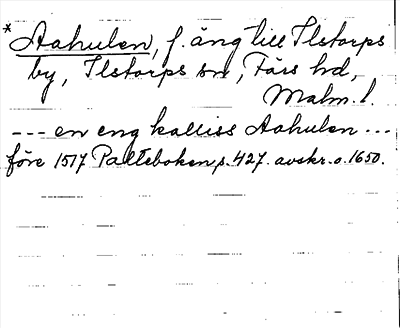 * Aahulen, f. äng till Ilstorps
by, Ilstorps sn, Färs hd,
Malm. l.
--- en eng kalliss Aahulen ...
före 1517 Palteboken, s. 427. avskr. o. 1650.